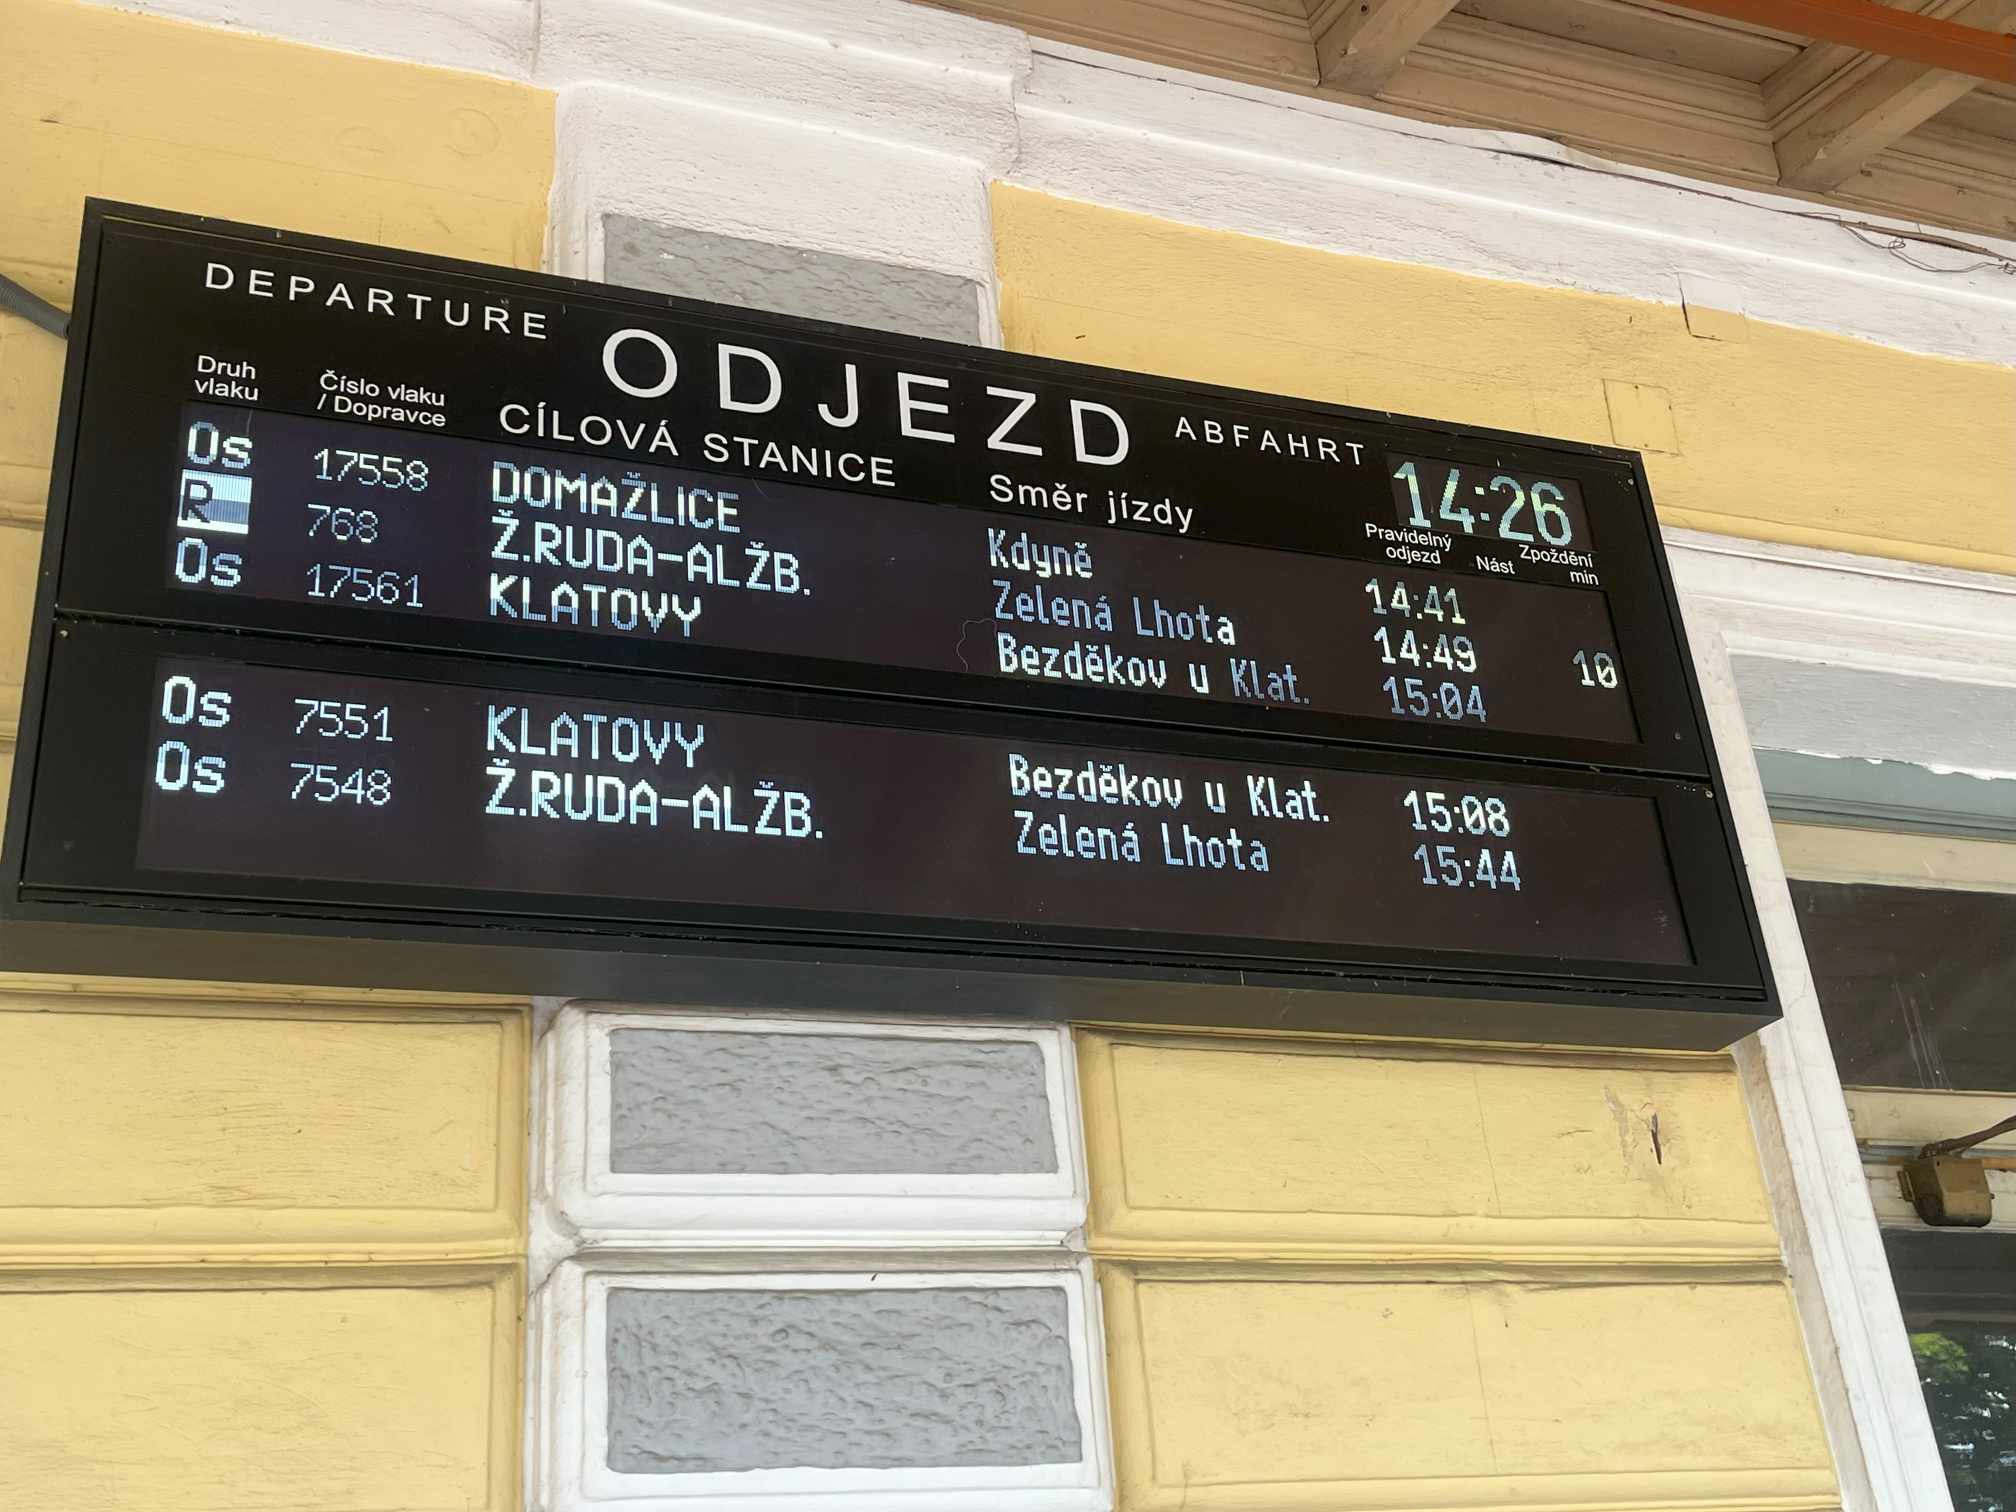 DEPARTURE ODJEZD ABFAHRT
14:26
Druh vlaku Číslo vlaku / Dopravce CÍLOVÁ STANICE Směr jízdy Pravidelný odjezd Nást Zpoždění min
Os 17558 DOMAŽLICE Kdyně 14:41
R 768 Ž.RUDA-ALŽB. Zelená Lhota 14:49 10
Os 17561 KLATOVY Bezděkov u Klat. 15:04
Os 7551 KLATOVY Bezděkov u Klat. 15:08
Os 7548 Ž.RUDA-ALŽB. Zelená Lhota 15:44